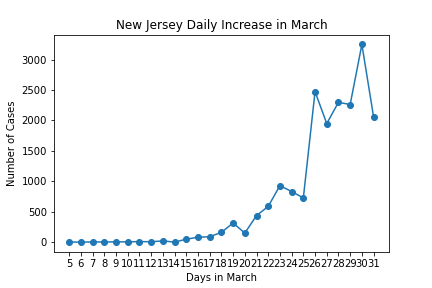 New Jersey Daily Increase in March
Number of Cases
3000
2500
2000
1500
1000
500
0
5 6 7 8 9 10 11 12 13 14 15 16 17 18 19 20 21 22 23 24 25 26 27 28 29 30 31
Days in March